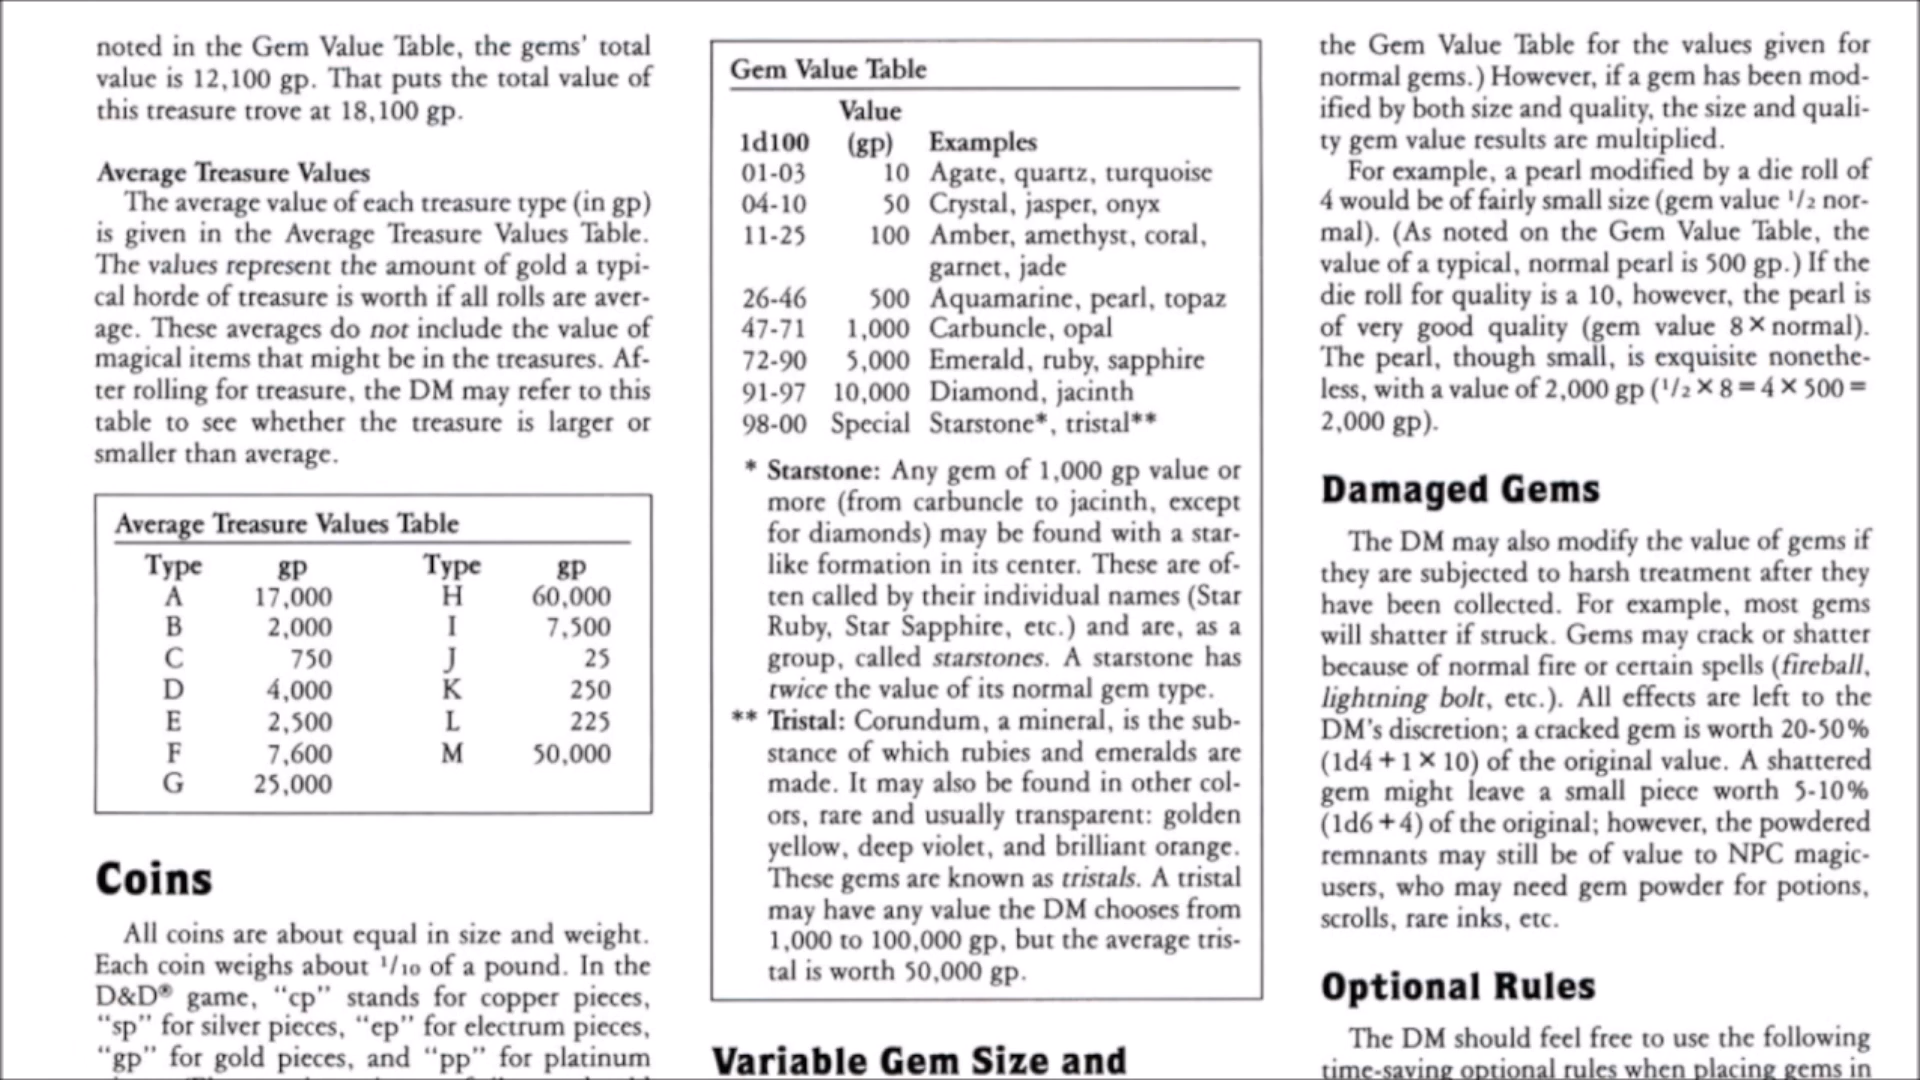 noted in the Gem Value Table, the gems' total
value is 12,100 gp. That puts the total value of
this treasure trove at 18,100 gp.
Average Treasure Values
The average value of each treasure type (in gp)
is given in the Average Treasure Values Table.
The values represent the amount of gold a typi-
cal horde of treasure is worth if all rolls are aver-
age. These averages do not include the value of
magical items that might be in the treasures. Af-
ter rolling for treasure, the DM may refer to this
table to see whether the treasure is larger or
smaller than average.
Average Treasure Values Table
Type gp Type gp
A 17,000 H 60,000
B 2,000 I 7,500
C 750 J 25
D 4,000 K 250
E 2,500 L 225
F 7,600 M 50,000
G 25,000
Coins
All coins are about equal in size and weight.
Each coin weighs about 1/10 of a pound. In the
D&D® game, "cp" stands for copper pieces,
"sp" for silver pieces, "ep" for electrum pieces,
"gp" for gold pieces, and "pp" for platinum
Gem Value Table
Value
1d100 (gp) Examples
01-03 10 Agate, quartz, turquoise
04-10 50 Crystal, jasper, onyx
11-25 100 Amber, amethyst, coral,
garnet, jade
26-46 500 Aquamarine, pearl, topaz
47-71 1,000 Carbuncle, opal
72-90 5,000 Emerald, ruby, sapphire
91-97 10,000 Diamond, jacinth
98-00 Special Starstone*, tristal**
* Starstone: Any gem of 1,000 gp value or
more (from carbuncle to jacinth, except
for diamonds) may be found with a star-
like formation in its center. These are of-
ten called by their individual names (Star
Ruby, Star Sapphire, etc.) and are, as a
group, called starstones. A starstone has
twice the value of its normal gem type.
** Tristal: Corundum, a mineral, is the sub-
stance of which rubies and emeralds are
made. It may also be found in other col-
ors, rare and usually transparent: golden
yellow, deep violet, and brilliant orange.
These gems are known as tristals. A tristal
may have any value the DM chooses from
1,000 to 100,000 gp, but the average tris-
tal is worth 50,000 gp.
Variable Gem Size and
the Gem Value Table for the values given for
normal gems.) However, if a gem has been mod-
ified by both size and quality, the size and quali-
ty gem value results are multiplied.
For example, a pearl modified by a die roll of
4 would be of fairly small size (gem value 1/2 nor-
mal). (As noted on the Gem Value Table, the
value of a typical, normal pearl is 500 gp.) If the
die roll for quality is a 10, however, the pearl is
of very good quality (gem value 8 × normal).
The pearl, though small, is exquisite nonethe-
less, with a value of 2,000 gp (1/2 × 8 = 4 × 500 =
2,000 gp).
Damaged Gems
The DM may also modify the value of gems if
they are subjected to harsh treatment after they
have been collected. For example, most gems
will shatter if struck. Gems may crack or shatter
because of normal fire or certain spells (fireball,
lightning bolt, etc.). All effects are left to the
DM's discretion; a cracked gem is worth 20-50%
(1d4 + 1 × 10) of the original value. A shattered
gem might leave a small piece worth 5-10%
(1d6 + 4) of the original; however, the powdered
remnants may still be of value to NPC magic-
users, who may need gem powder for potions,
scrolls, rare inks, etc.
Optional Rules
The DM should feel free to use the following
time-saving optional rules when placing gems in